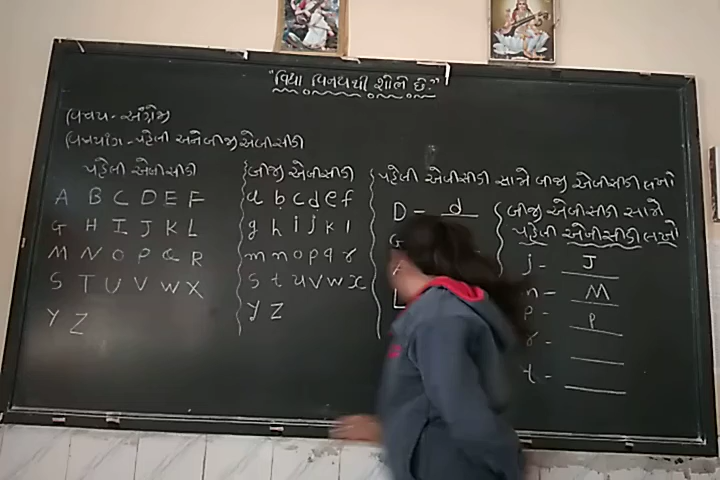 "વિદ્યા વિનયથી શોભે છે."
વિષય - અંગ્રેજી
વિષયાંગ - પહેલી અને બીજી એબીસીડી
પહેલી એબીસીડી
A B C D E F
G H I J K L
M N O P Q R
S T U V W X
Y Z
બીજી એબીસીડી
a b c d e f
g h i j k l
m n o p q r
s t u v w x
y z
પહેલી એબીસીડી સામે બીજી એબીસીડી લખો
D - d
G
L
બીજી એબીસીડી સામે
પહેલી એબીસીડી લખો
j - J
m - M
p - P
r -
t -